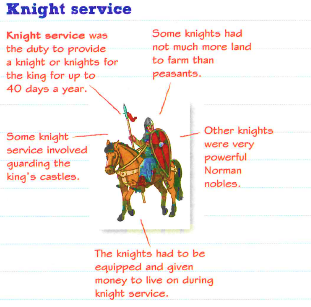 Knight service
Knight service was
the duty to provide
a knight or knights for
the king for up to
40 days a year.
Some knights had
not much more land
to farm than
peasants.
Some knight
service involved
guarding the
king's castles.
Other knights
were very
powerful
Norman
nobles.
The knights had to be
equipped and given
money to live on during
knight service.